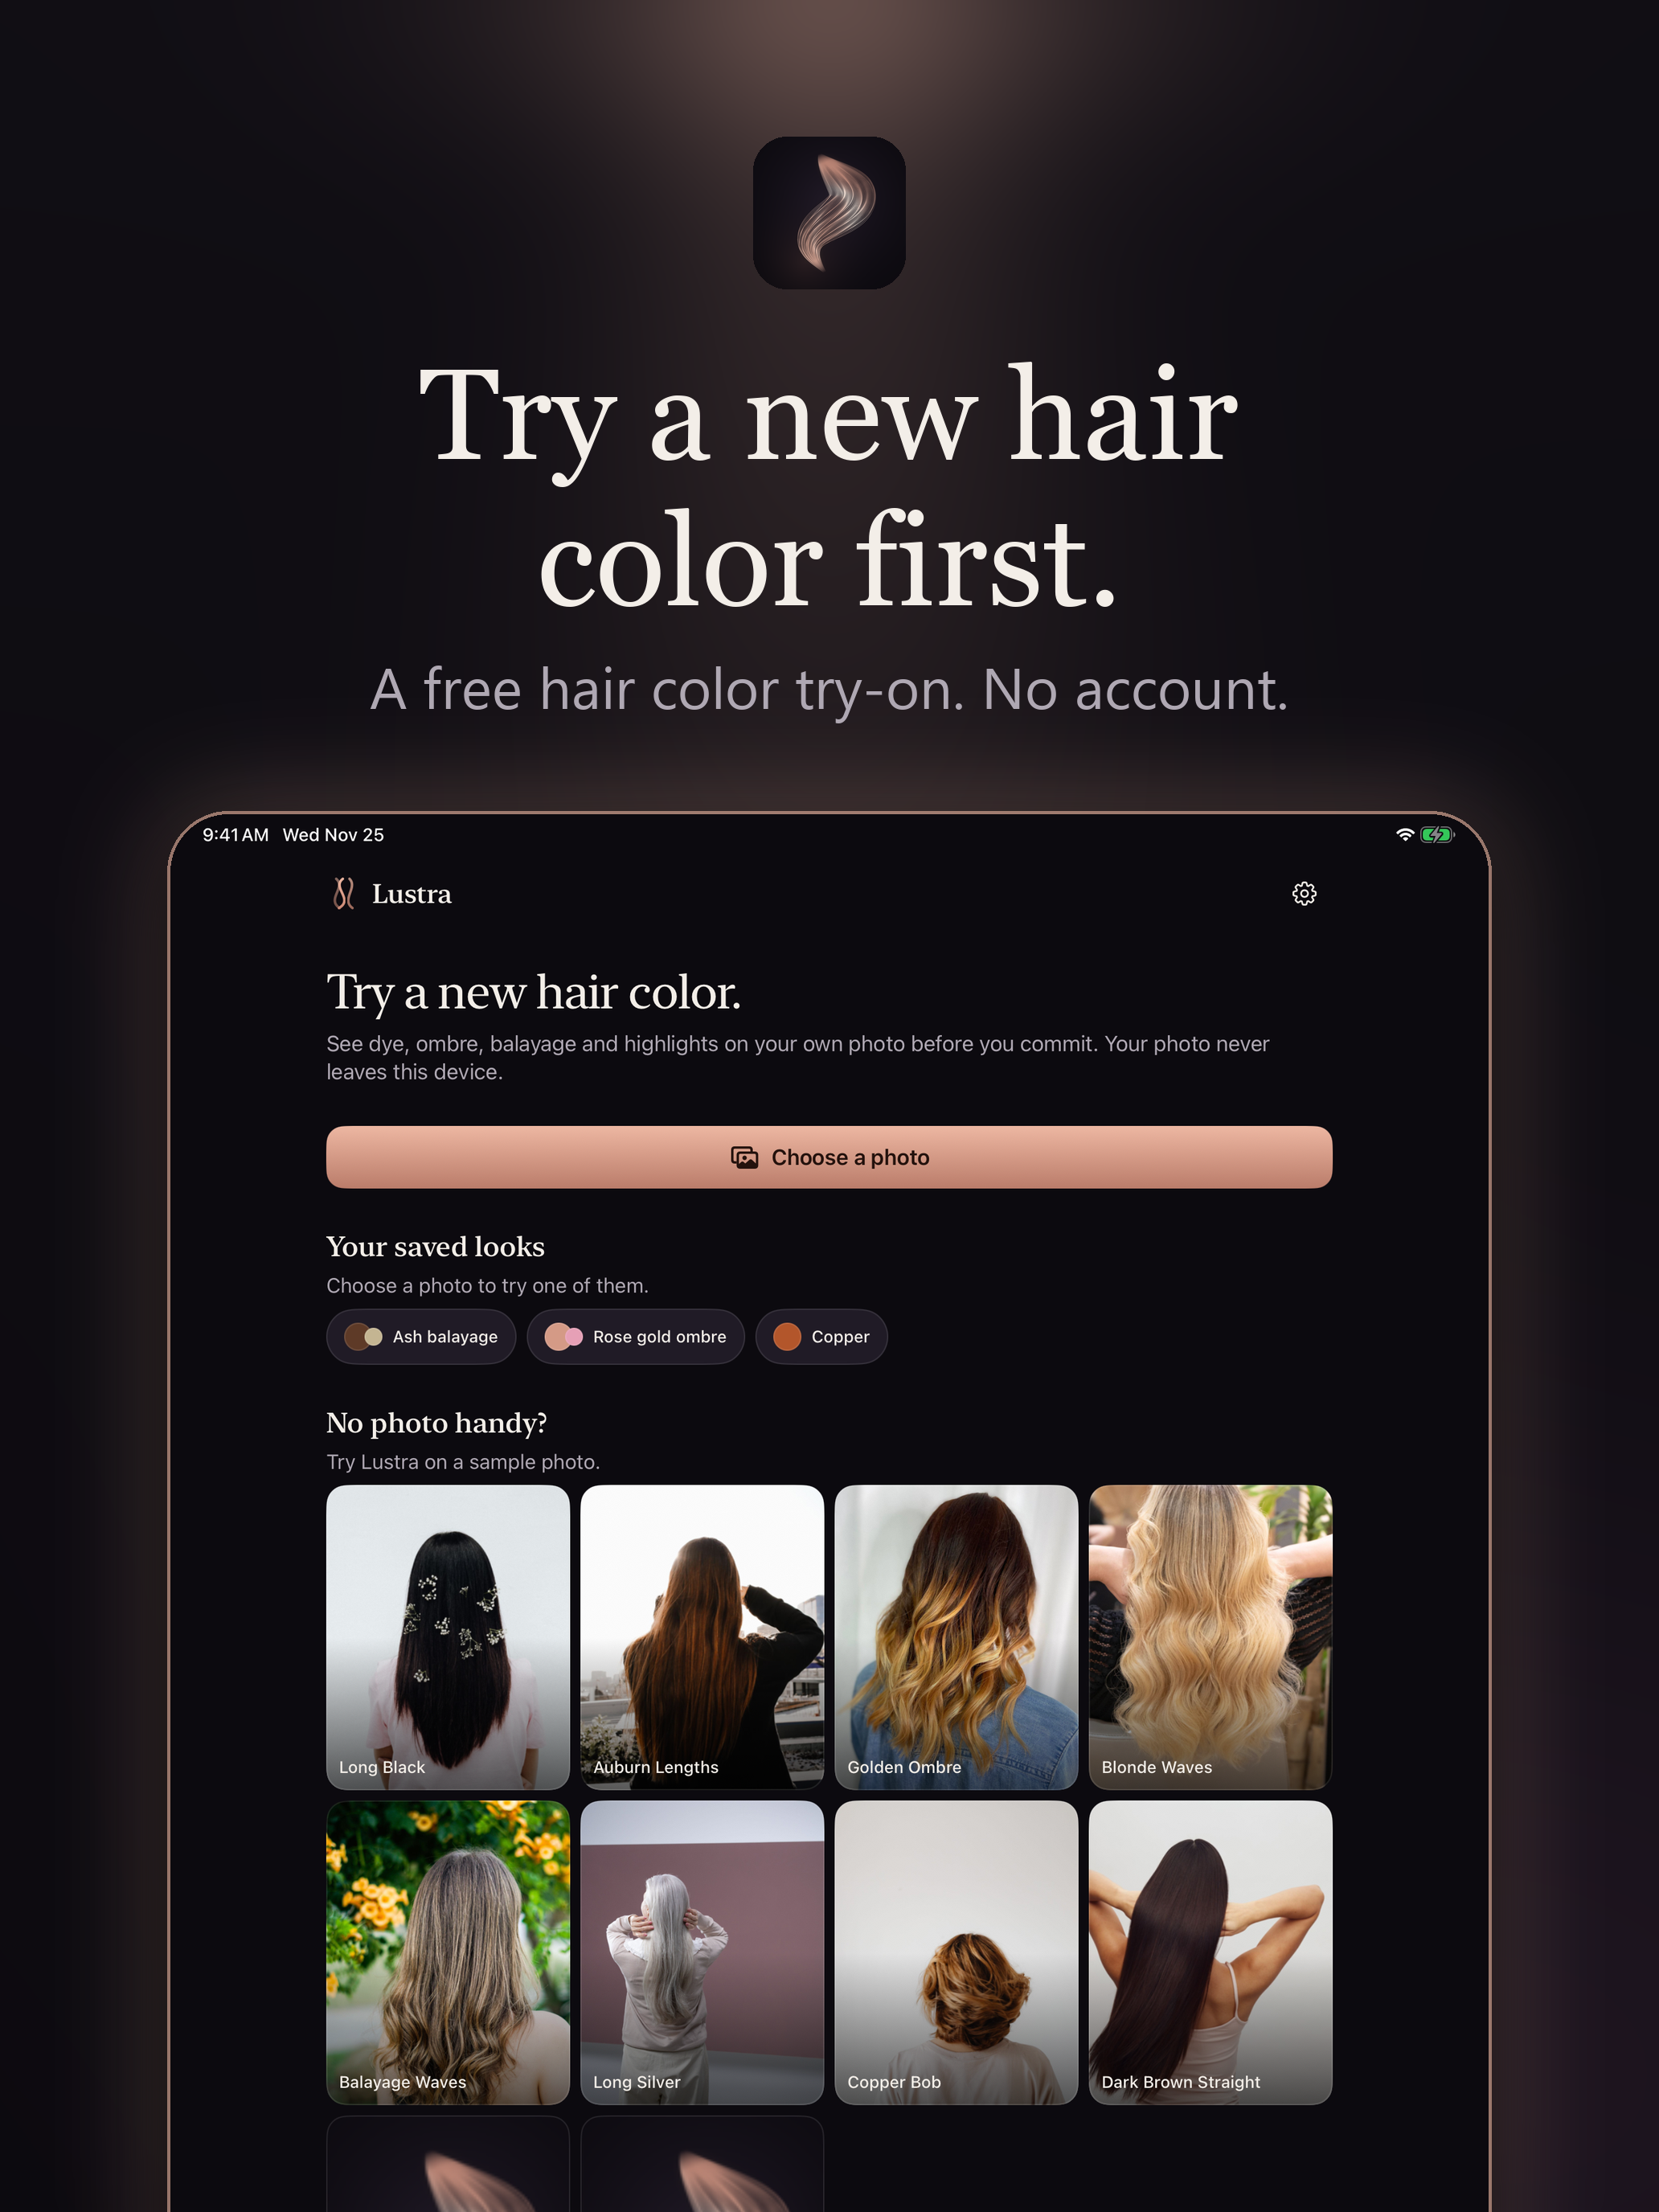 Try a new hair
color first.
A free hair color try-on. No account.
9:41 AM Wed Nov 25
Lustra
Try a new hair color.
See dye, ombre, balayage and highlights on your own photo before you commit. Your photo never
leaves this device.
Choose a photo
Your saved looks
Choose a photo to try one of them.
Ash balayage
Rose gold ombre
Copper
No photo handy?
Try Lustra on a sample photo.
Long Black
Auburn Lengths
Golden Ombre
Blonde Waves
Balayage Waves
Long Silver
Copper Bob
Dark Brown Straight